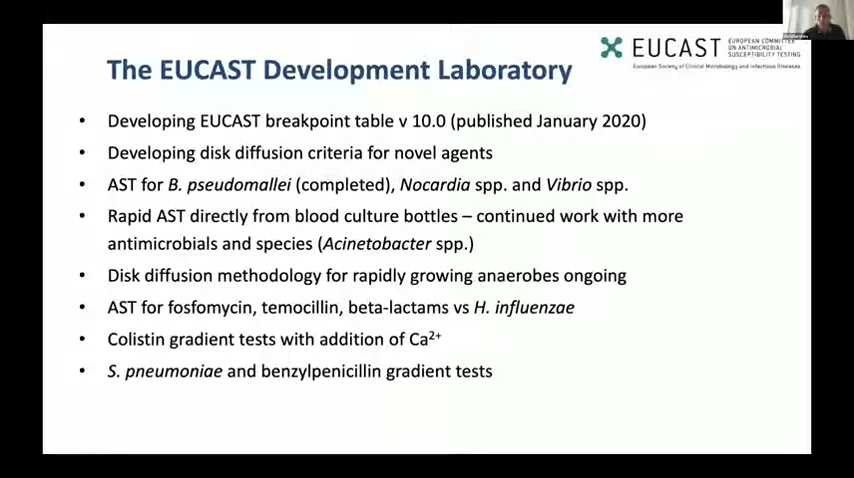 EUCAST
EUROPEAN COMMITTEE
ON ANTIMICROBIAL
SUSCEPTIBILITY TESTING
European Society of Clinical Microbiology and Infectious Diseases
The EUCAST Development Laboratory
• Developing EUCAST breakpoint table v 10.0 (published January 2020)
• Developing disk diffusion criteria for novel agents
• AST for B. pseudomallei (completed), Nocardia spp. and Vibrio spp.
• Rapid AST directly from blood culture bottles – continued work with more
antimicrobials and species (Acinetobacter spp.)
• Disk diffusion methodology for rapidly growing anaerobes ongoing
• AST for fosfomycin, temocillin, beta-lactams vs H. influenzae
• Colistin gradient tests with addition of Ca²⁺
• S. pneumoniae and benzylpenicillin gradient tests